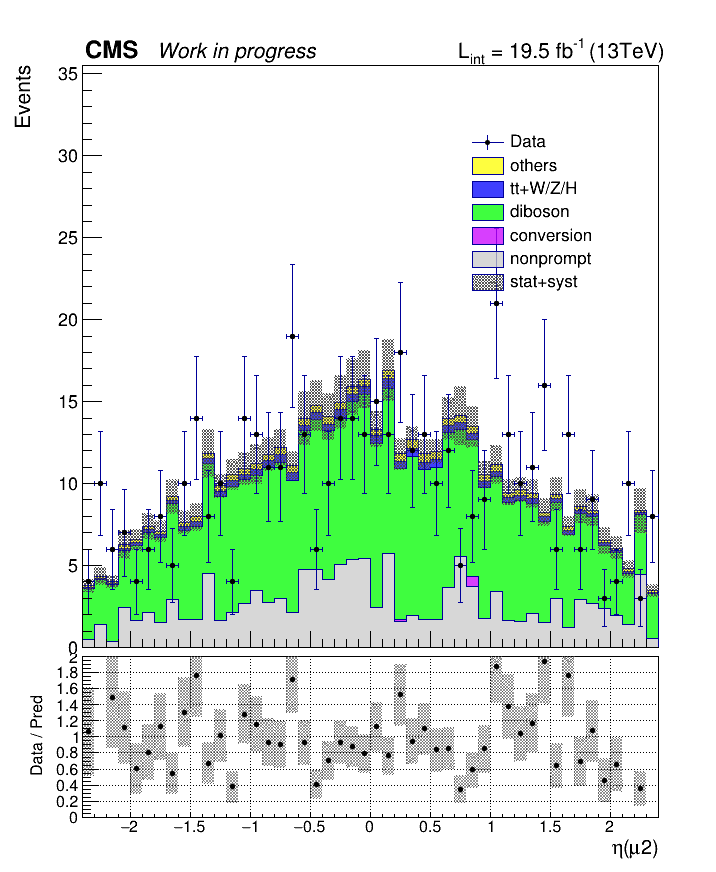 CMS Work in progress L_int = 19.5 fb⁻¹ (13TeV)
Events
35
30
25
20
15
10
5
0
Data
others
tt+W/Z/H
diboson
conversion
nonprompt
stat+syst
Data / Pred
2
1.8
1.6
1.4
1.2
1
0.8
0.6
0.4
0.2
0
−2 −1.5 −1 −0.5 0 0.5 1 1.5 2
η(μ2)